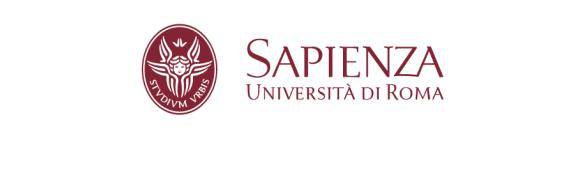 STVDIVM VRBIS
SAPIENZA
UNIVERSITÀ DI ROMA